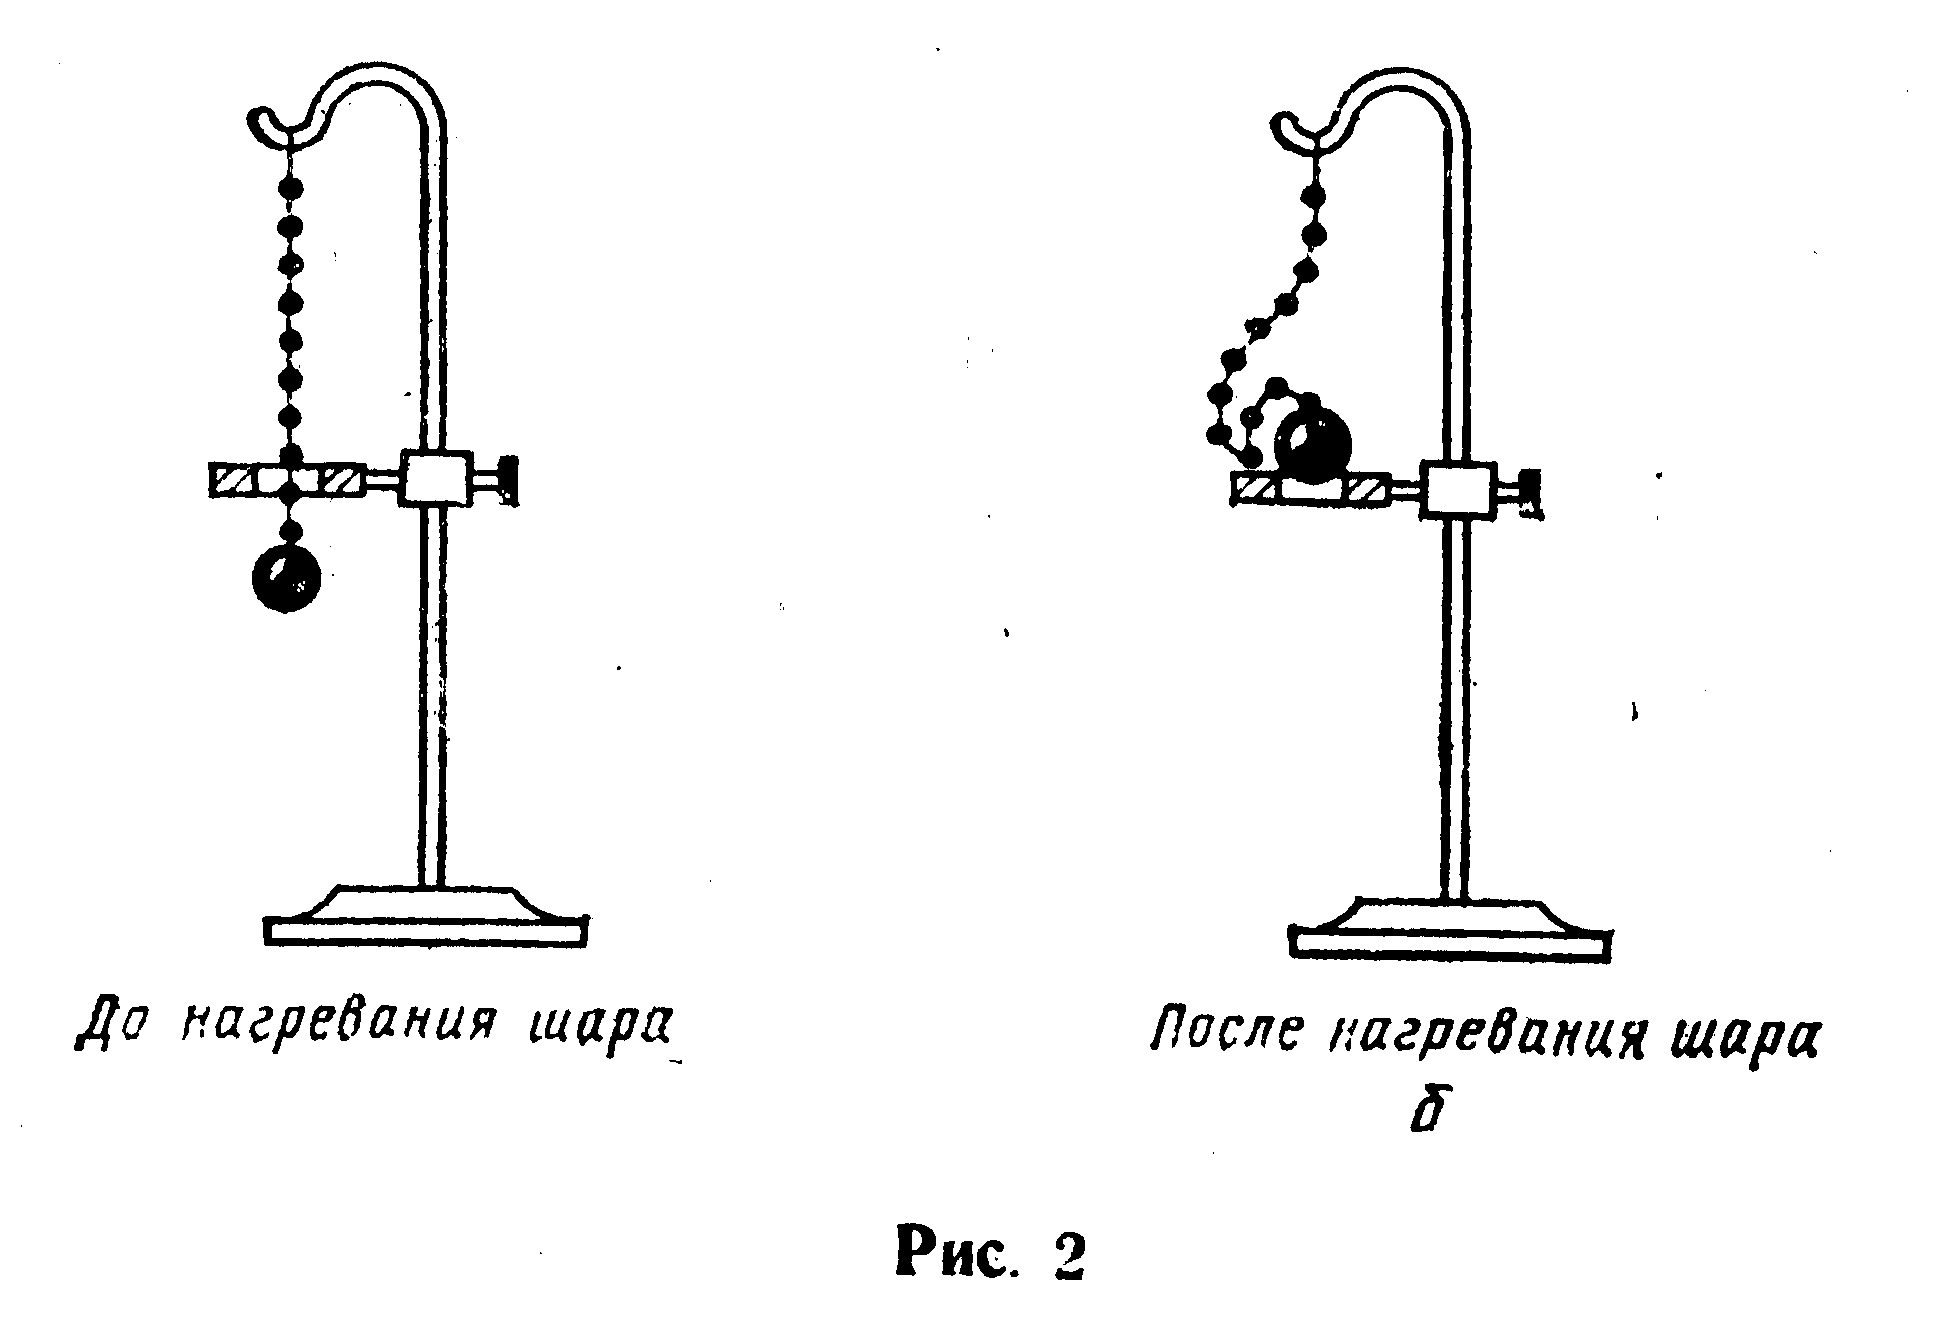 До нагревания шара
После нагревания шара
б
Рис. 2